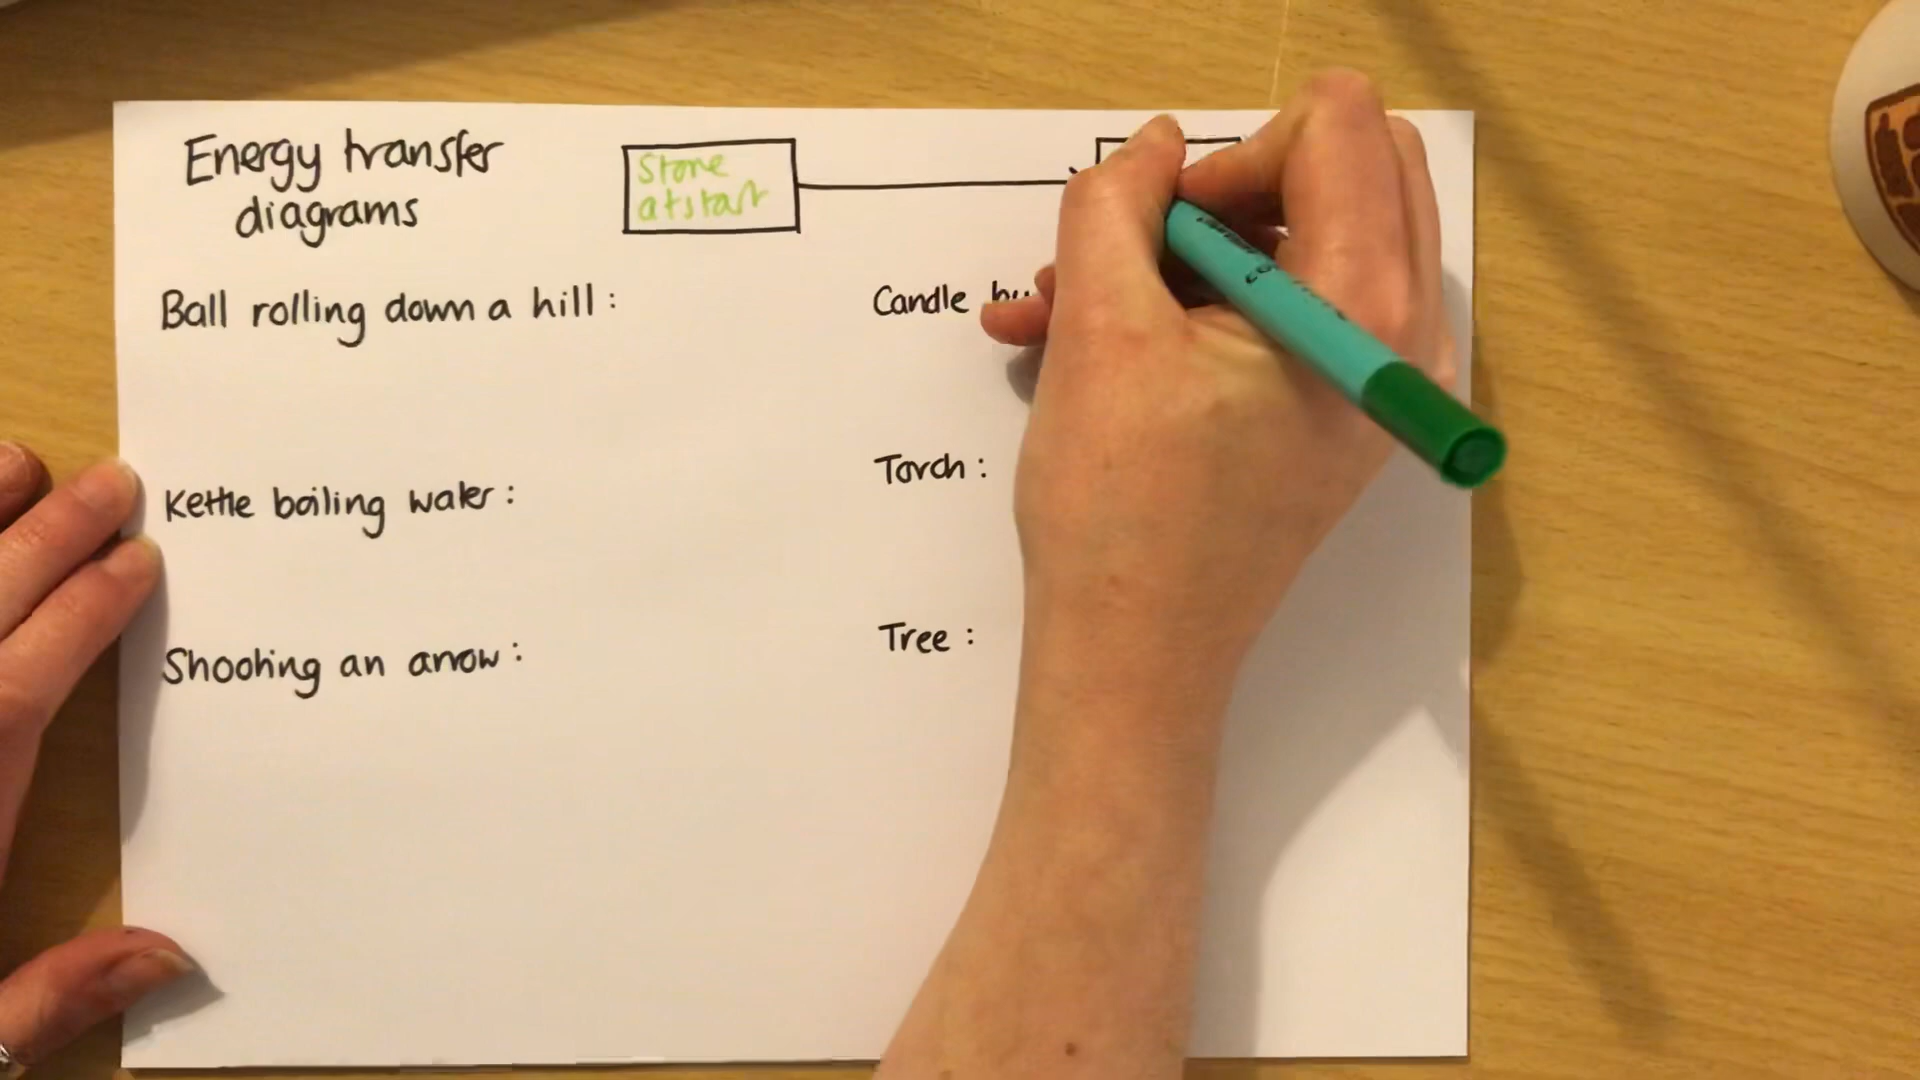 Energy transfer
diagrams
Store
at start
Ball rolling down a hill :
Kettle boiling water :
Shooting an arrow :
Candle
Torch :
Tree :